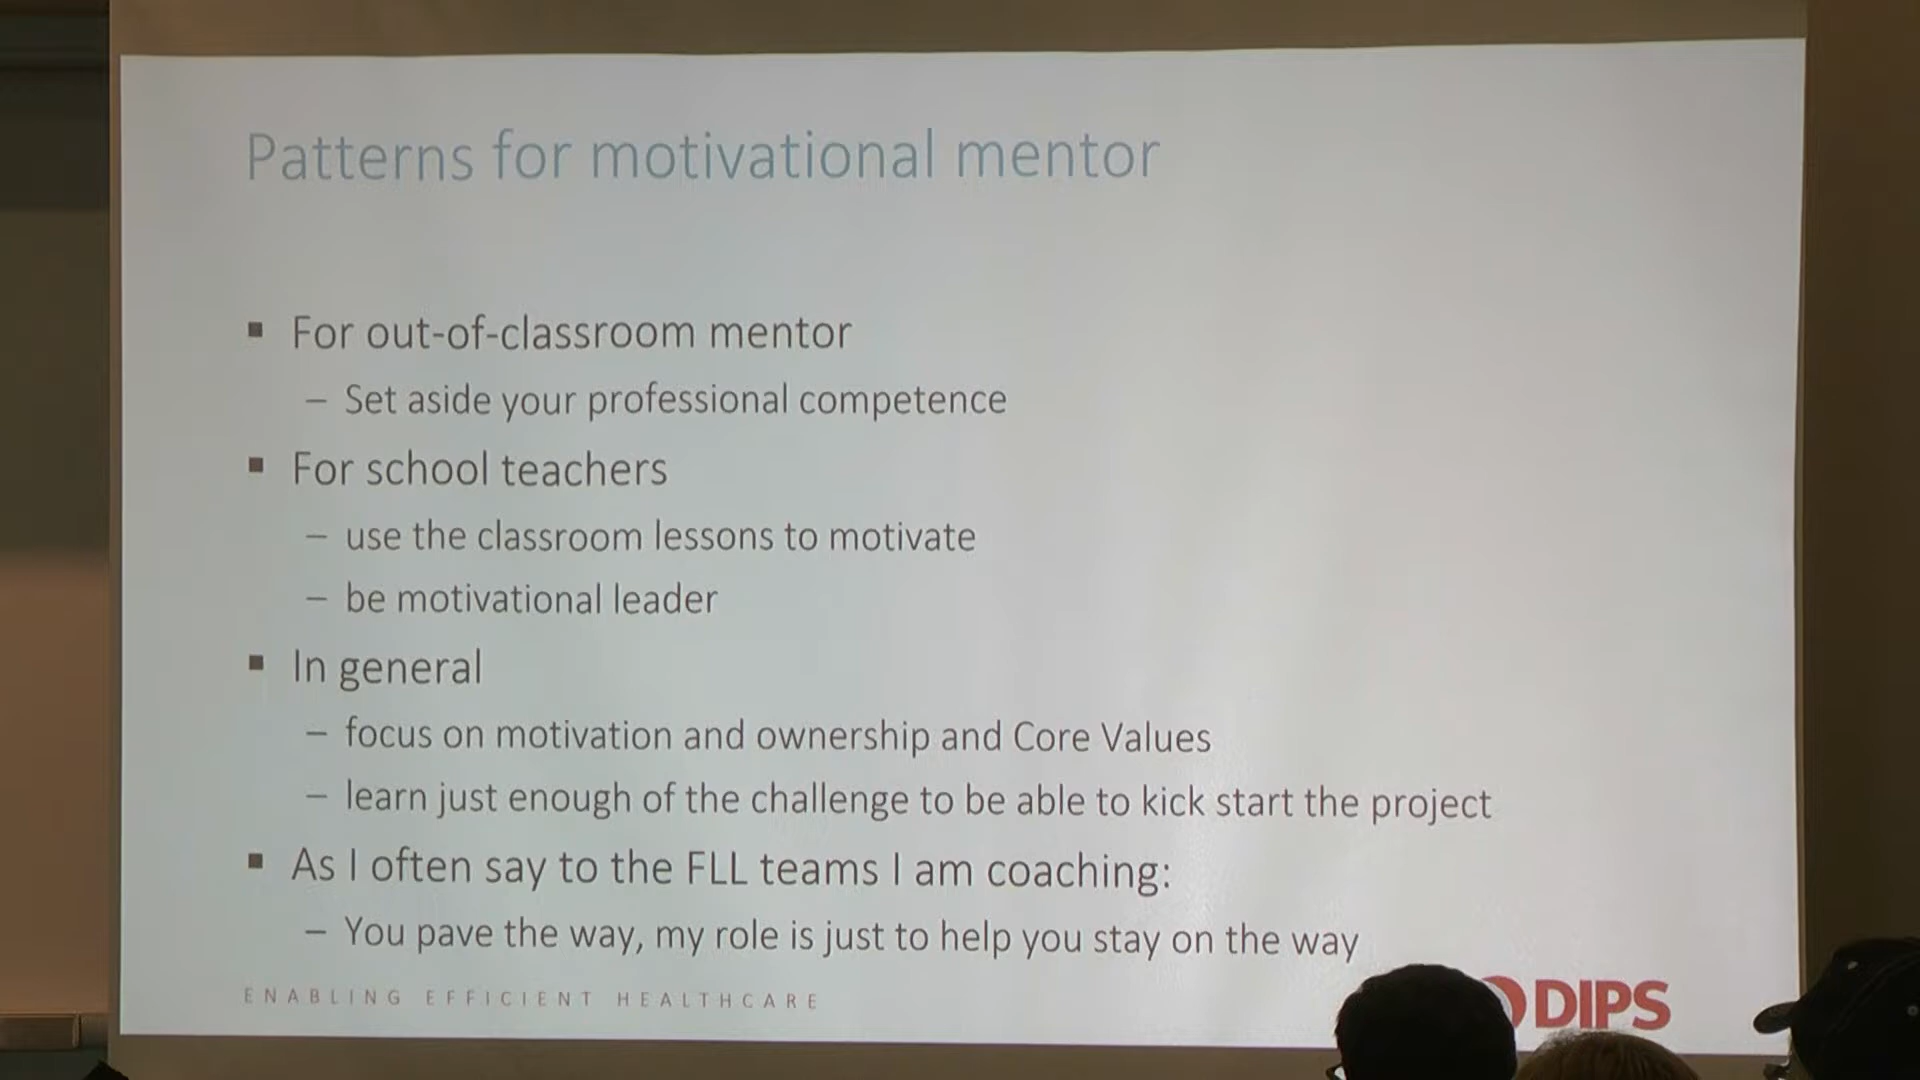 Patterns for motivational mentor
▪ For out-of-classroom mentor
– Set aside your professional competence
▪ For school teachers
– use the classroom lessons to motivate
– be motivational leader
▪ In general
– focus on motivation and ownership and Core Values
– learn just enough of the challenge to be able to kick start the project
▪ As I often say to the FLL teams I am coaching:
– You pave the way, my role is just to help you stay on the way
ENABLING EFFICIENT HEALTHCARE
DIPS